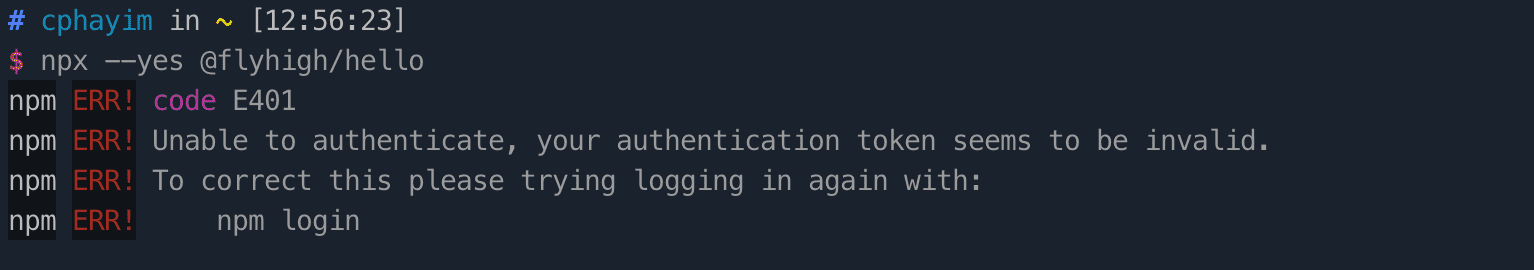 # cphayim in ~ [12:56:23]
$ npx --yes @flyhigh/hello
npm ERR! code E401
npm ERR! Unable to authenticate, your authentication token seems to be invalid.
npm ERR! To correct this please trying logging in again with:
npm ERR!     npm login